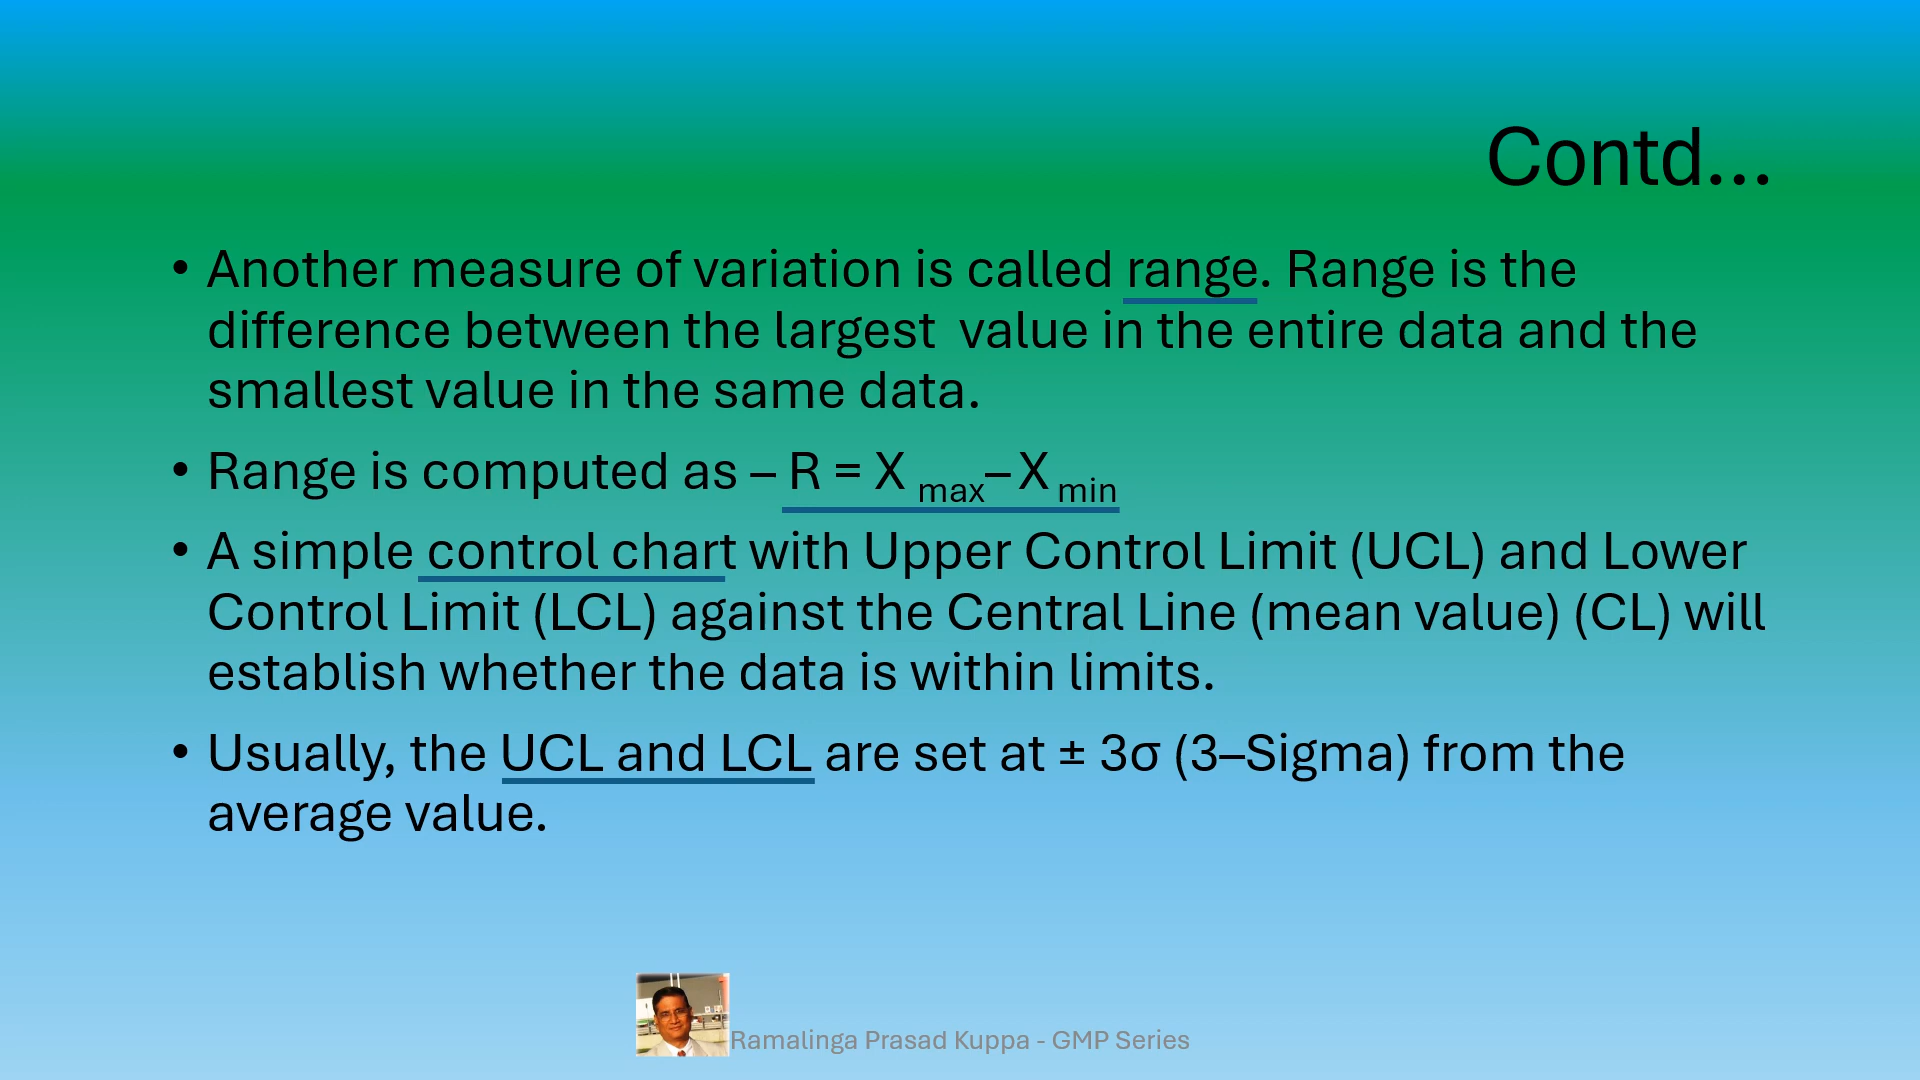 Contd...
• Another measure of variation is called range. Range is the
difference between the largest  value in the entire data and the
smallest value in the same data.
• Range is computed as – R = X max– X min
• A simple control chart with Upper Control Limit (UCL) and Lower
Control Limit (LCL) against the Central Line (mean value) (CL) will
establish whether the data is within limits.
• Usually, the UCL and LCL are set at ± 3σ (3–Sigma) from the
average value.
Ramalinga Prasad Kuppa - GMP Series